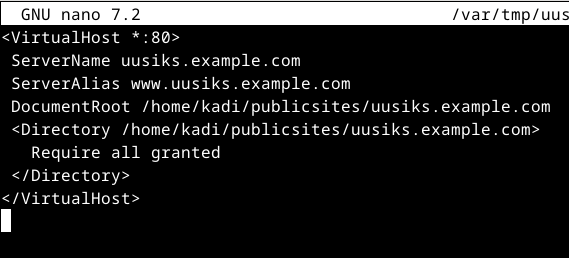 GNU nano 7.2 /var/tmp/uus
<VirtualHost *:80>
ServerName uusiks.example.com
ServerAlias www.uusiks.example.com
DocumentRoot /home/kadi/publicsites/uusiks.example.com
<Directory /home/kadi/publicsites/uusiks.example.com>
Require all granted
</Directory>
</VirtualHost>